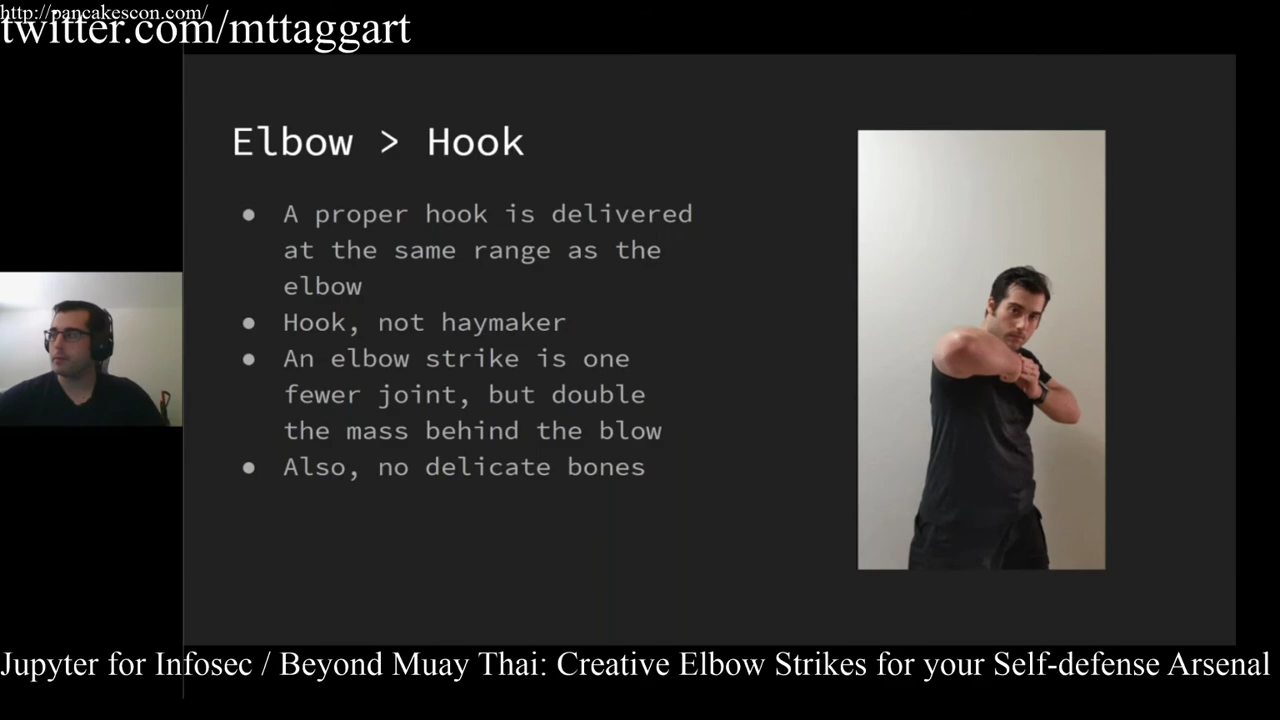 http://pancakescon.com/
twitter.com/mttaggart
Elbow > Hook
● A proper hook is delivered
at the same range as the
elbow
● Hook, not haymaker
● An elbow strike is one
fewer joint, but double
the mass behind the blow
● Also, no delicate bones
Jupyter for Infosec / Beyond Muay Thai: Creative Elbow Strikes for your Self-defense Arsenal